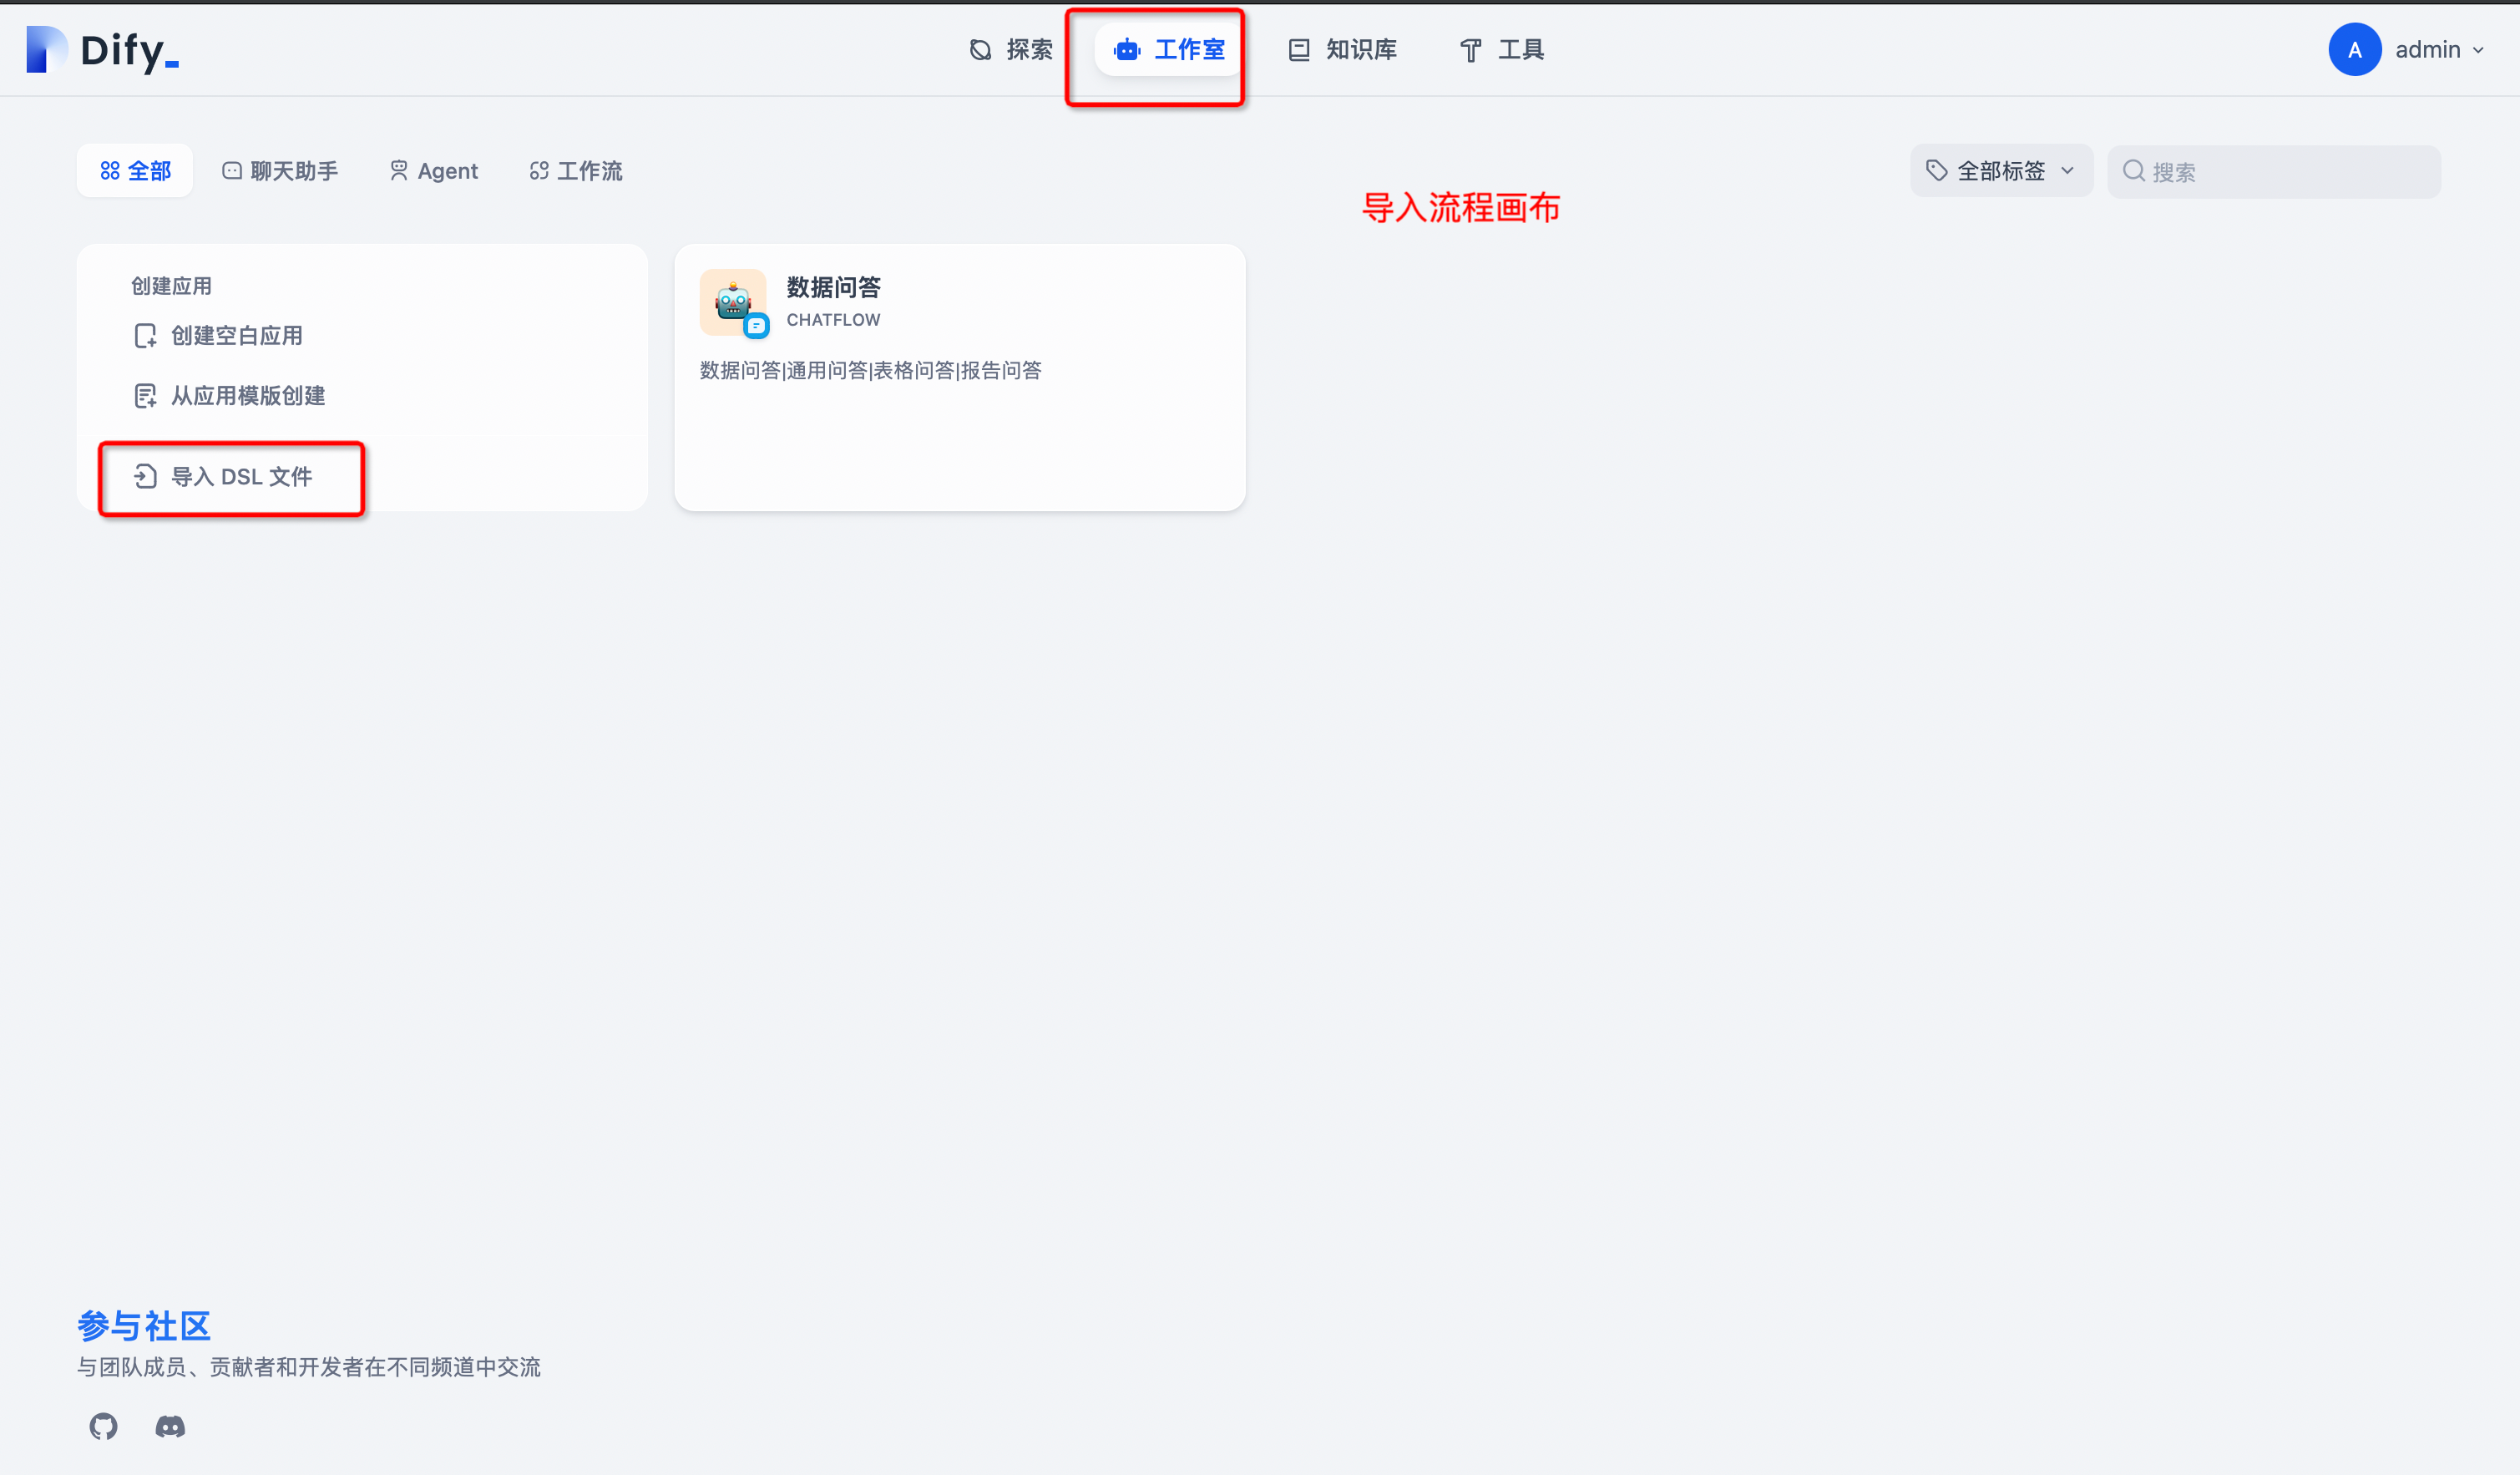 Dify_
探索
工作室
知识库
工具
A
admin
全部
聊天助手
Agent
工作流
全部标签
搜索
导入流程画布
创建应用
创建空白应用
从应用模版创建
导入 DSL 文件
数据问答
CHATFLOW
数据问答|通用问答|表格问答|报告问答
参与社区
与团队成员、贡献者和开发者在不同频道中交流